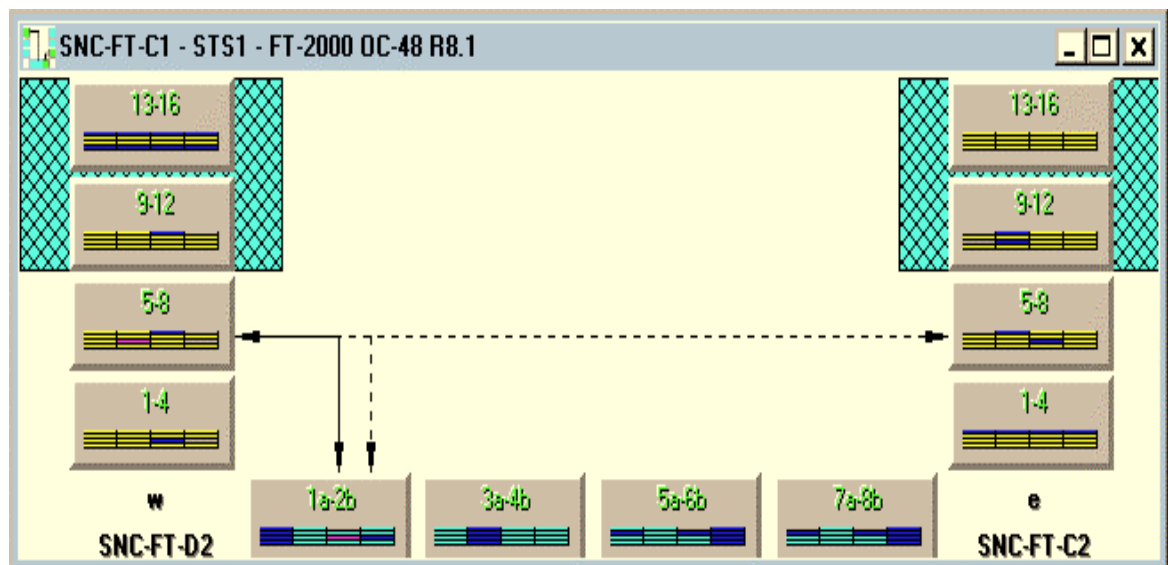 SNC-FT-C1 - STS1 - FT-2000 OC-48 R8.1
13-16
13-16
9-12
9-12
5-8
5-8
1-4
1-4
w
1a-2b
3a-4b
5a-6b
7a-8b
e
SNC-FT-D2
SNC-FT-C2